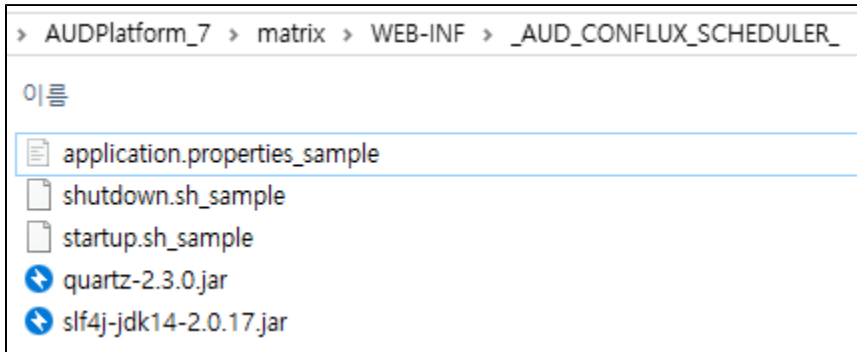 > AUDPlatform_7 > matrix > WEB-INF > _AUD_CONFLUX_SCHEDULER_
이름
application.properties_sample
shutdown.sh_sample
startup.sh_sample
quartz-2.3.0.jar
slf4j-jdk14-2.0.17.jar